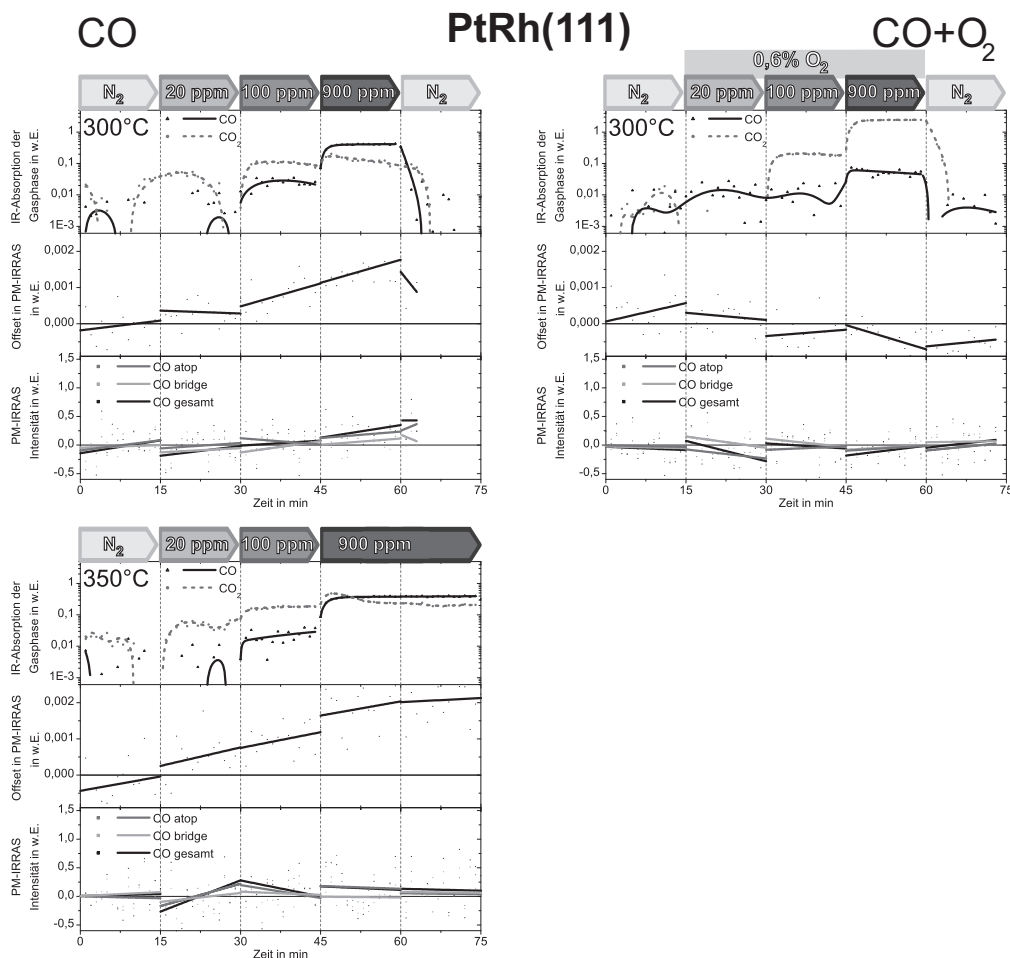 CO
PtRh(111)
CO+O₂
N₂
20 ppm
100 ppm
900 ppm
N₂
300°C
CO
CO₂
IR-Absorption der
Gasphase in w.E.
1
0,1
0,01
1E-3
Offset in PM-IRRAS
in w.E.
0,002
0,001
0,000
PM-IRRAS
Intensität in w.E.
1,5
1,0
0,5
0,0
-0,5
CO atop
CO bridge
CO gesamt
0 15 30 45 60 75
Zeit in min
0,6% O₂
N₂
20 ppm
100 ppm
900 ppm
N₂
300°C
CO
CO₂
IR-Absorption der
Gasphase in w.E.
1
0,1
0,01
1E-3
Offset in PM-IRRAS
in w.E.
0,002
0,001
0,000
PM-IRRAS
Intensität in w.E.
1,5
1,0
0,5
0,0
-0,5
CO atop
CO bridge
CO gesamt
0 15 30 45 60 75
Zeit in min
N₂
20 ppm
100 ppm
900 ppm
350°C
CO
CO₂
IR-Absorption der
Gasphase in w.E.
1
0,1
0,01
1E-3
Offset in PM-IRRAS
in w.E.
0,002
0,001
0,000
PM-IRRAS
Intensität in w.E.
1,5
1,0
0,5
0,0
-0,5
CO atop
CO bridge
CO gesamt
0 15 30 45 60 75
Zeit in min